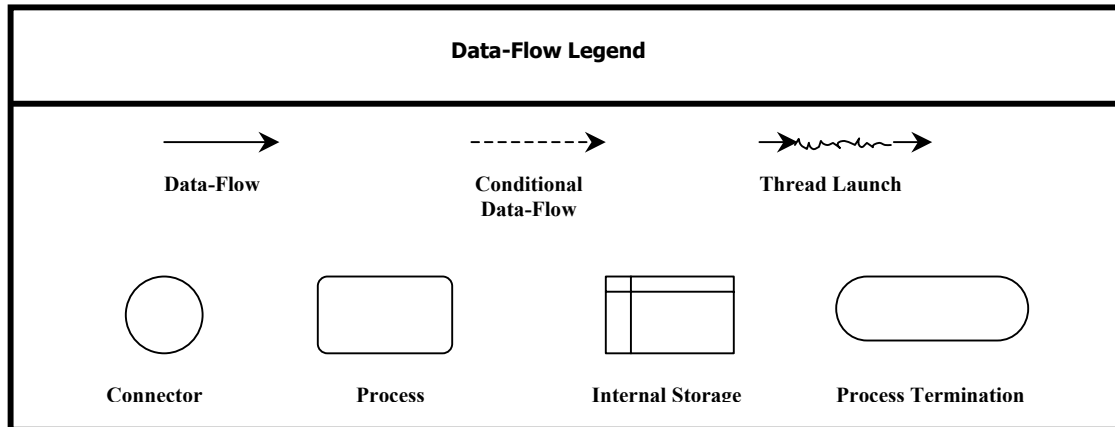 Data-Flow Legend
Data-Flow
Conditional
Data-Flow
Thread Launch
Connector
Process
Internal Storage
Process Termination